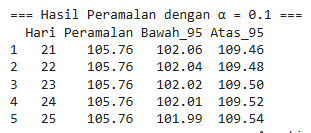 === Hasil Peramalan dengan α = 0.1 ===
Hari Peramalan Bawah_95 Atas_95
1 21 105.76 102.06 109.46
2 22 105.76 102.04 109.48
3 23 105.76 102.02 109.50
4 24 105.76 102.01 109.52
5 25 105.76 101.99 109.54